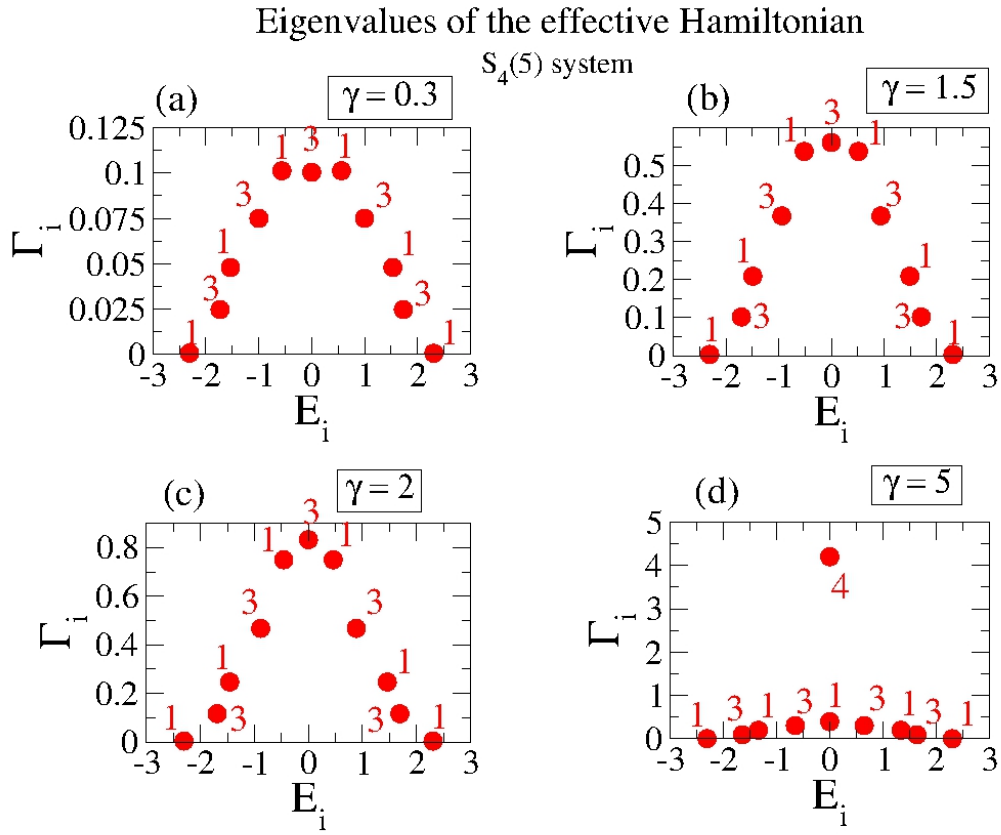 Eigenvalues of the effective Hamiltonian
S₄(5) system
(a)
γ = 0.3
0.125
0.1
0.075
0.05
0.025
0
Γᵢ
1 3 1 3 1 3 1 3 1 3 1
-3 -2 -1 0 1 2 3
Eᵢ
(b)
γ = 1.5
0.5
0.4
0.3
0.2
0.1
0
Γᵢ
1 3 1 3 1 3 1 3 1 3 1
-3 -2 -1 0 1 2 3
Eᵢ
(c)
γ = 2
0.8
0.6
0.4
0.2
0
Γᵢ
1 3 1 3 1 3 1 3 1 3 1
-3 -2 -1 0 1 2 3
Eᵢ
(d)
γ = 5
5
4
3
2
1
0
Γᵢ
4
1 3 1 3 1 3 1 3 1
-3 -2 -1 0 1 2 3
Eᵢ